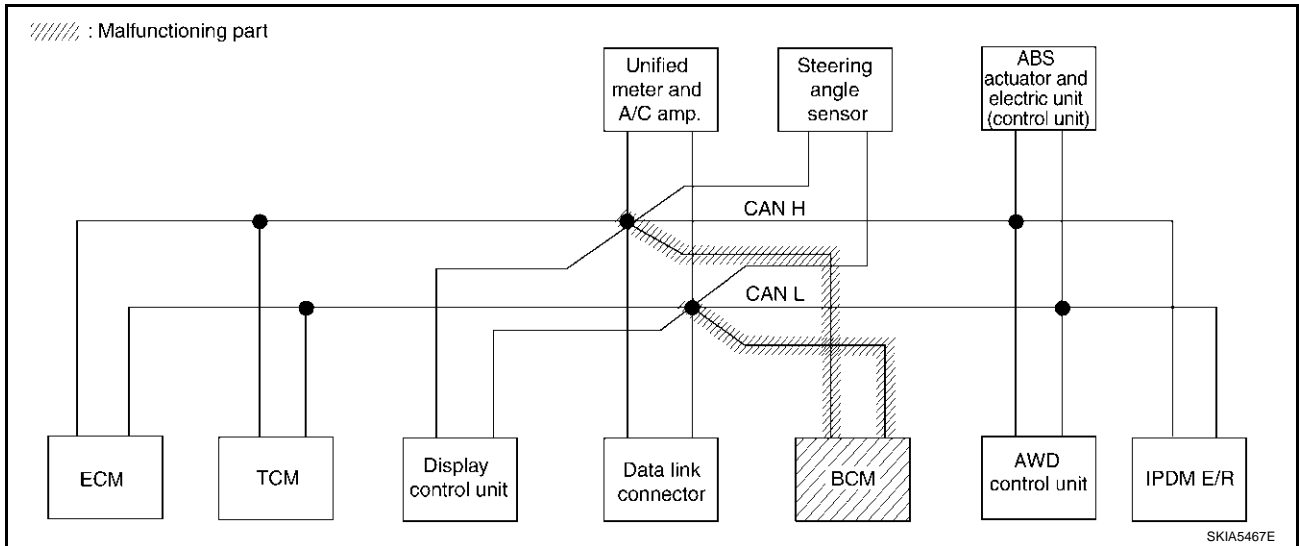 : Malfunctioning part
Unified
meter and
A/C amp.
Steering
angle
sensor
ABS
actuator and
electric unit
(control unit)
CAN H
CAN L
ECM
TCM
Display
control unit
Data link
connector
BCM
AWD
control unit
IPDM E/R
SKIA5467E